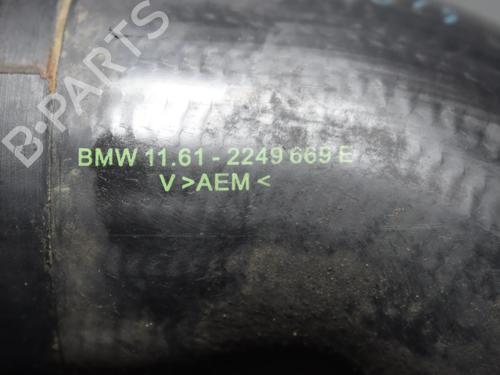 B-PARTS
BMW 11.61 - 2249 669 E
V >AEM <